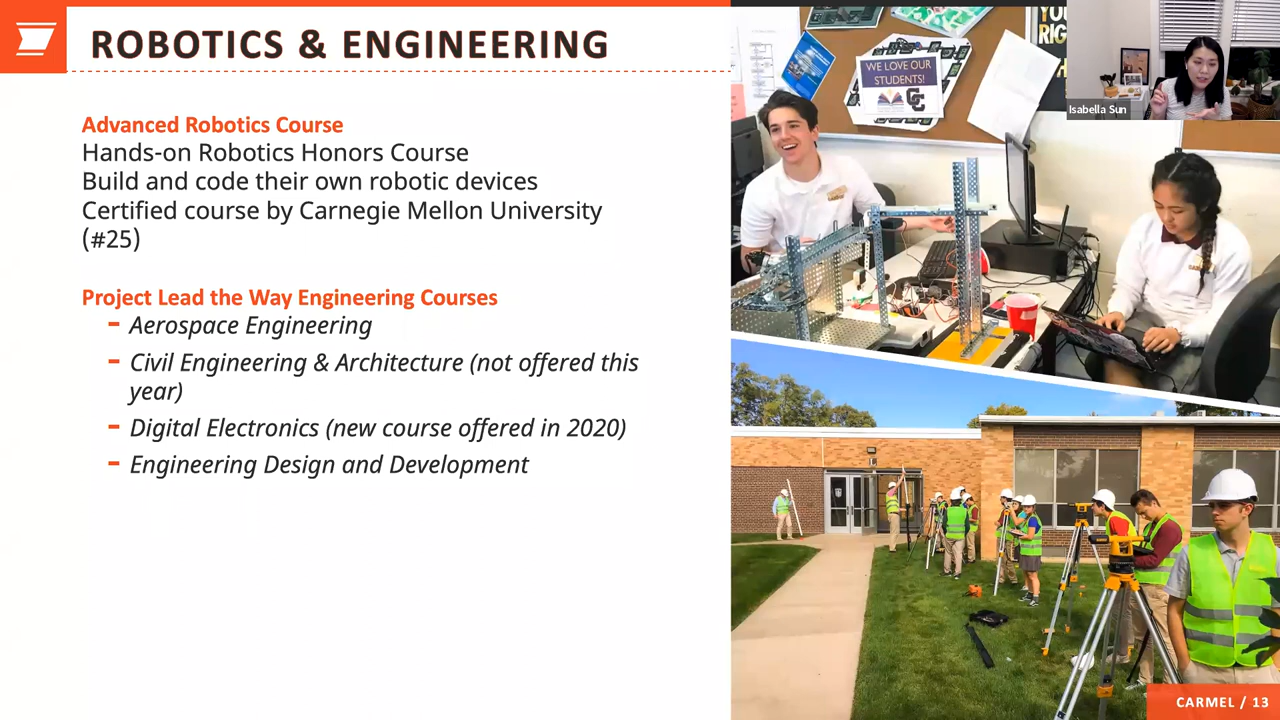 ROBOTICS & ENGINEERING
Advanced Robotics Course
Hands-on Robotics Honors Course
Build and code their own robotic devices
Certified course by Carnegie Mellon University
(#25)
Project Lead the Way Engineering Courses
- Aerospace Engineering
- Civil Engineering & Architecture (not offered this
year)
- Digital Electronics (new course offered in 2020)
- Engineering Design and Development
WE LOVE OUR
STUDENTS!
CC
Isabella Sun
CARMEL / 13